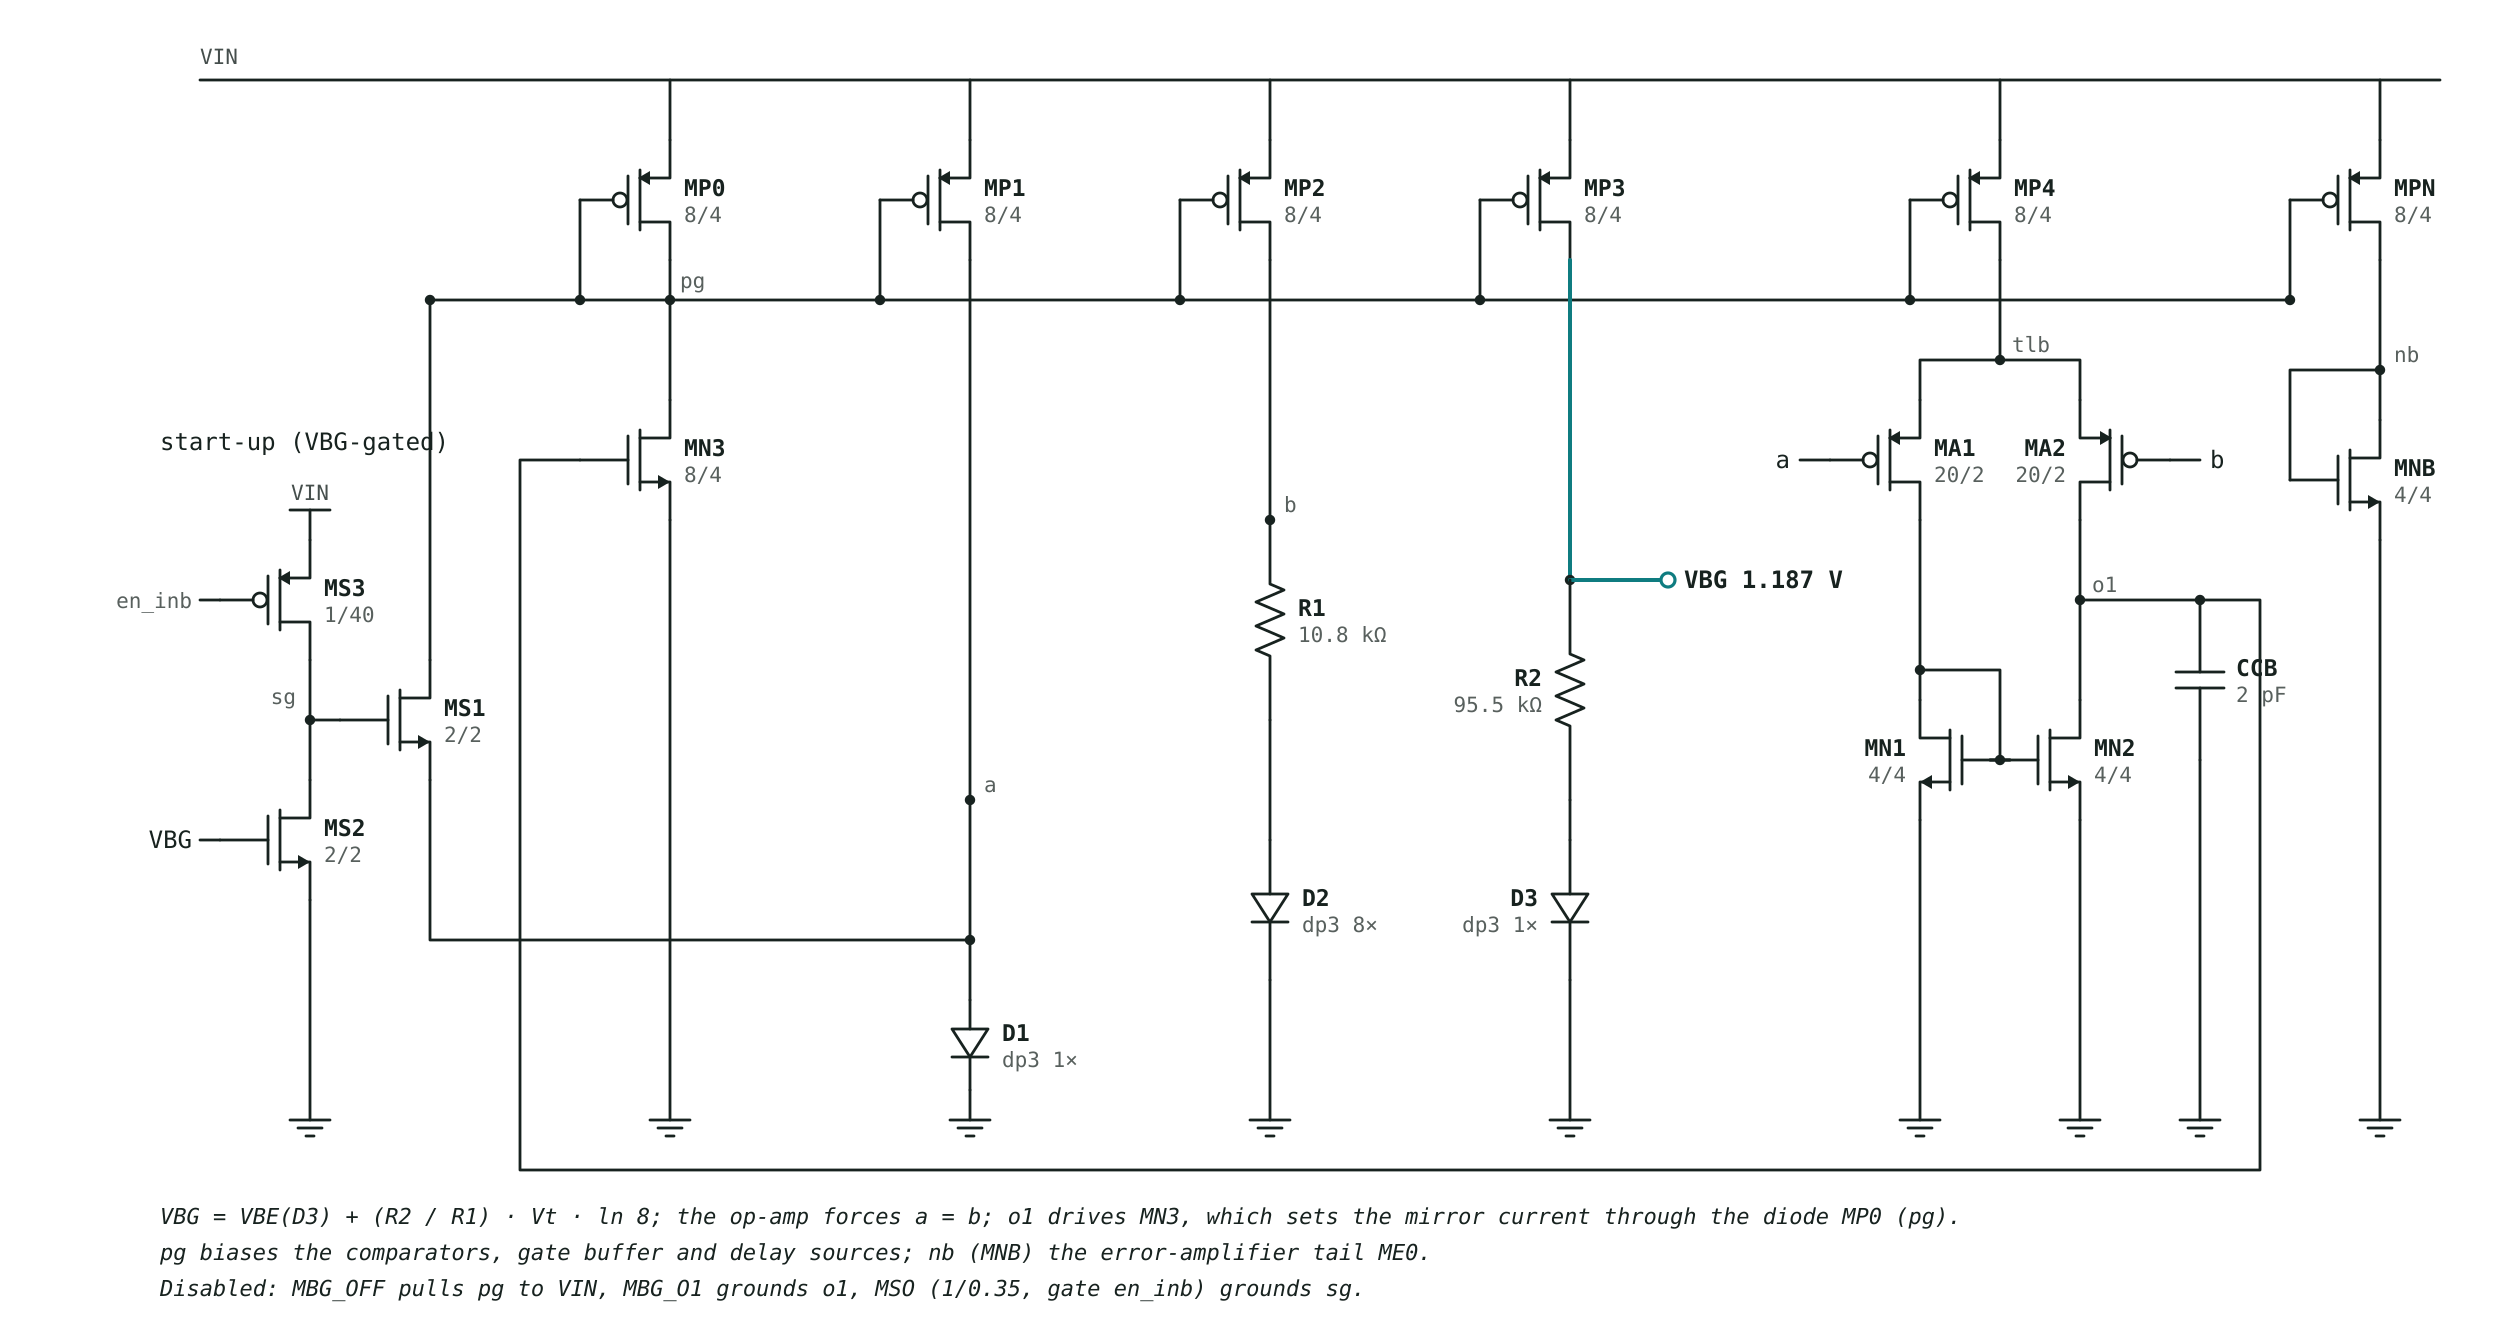 VIN
MP0
8/4
MP1
8/4
MP2
8/4
MP3
8/4
MP4
8/4
MPN
8/4
pg
tlb
nb
start-up (VBG-gated)
MN3
8/4
a
MA1
20/2
MA2
20/2
b
MNB
4/4
VIN
b
en_inb
MS3
1/40
R1
10.8 kΩ
VBG 1.187 V
o1
sg
MS1
2/2
R2
95.5 kΩ
CCB
2 pF
MN1
4/4
MN2
4/4
a
VBG
MS2
2/2
D2
dp3 8×
D3
dp3 1×
D1
dp3 1×
VBG = VBE(D3) + (R2 / R1) · Vt · ln 8; the op-amp forces a = b; o1 drives MN3, which sets the mirror current through the diode MP0 (pg).
pg biases the comparators, gate buffer and delay sources; nb (MNB) the error-amplifier tail ME0.
Disabled: MBG_OFF pulls pg to VIN, MBG_O1 grounds o1, MSO (1/0.35, gate en_inb) grounds sg.